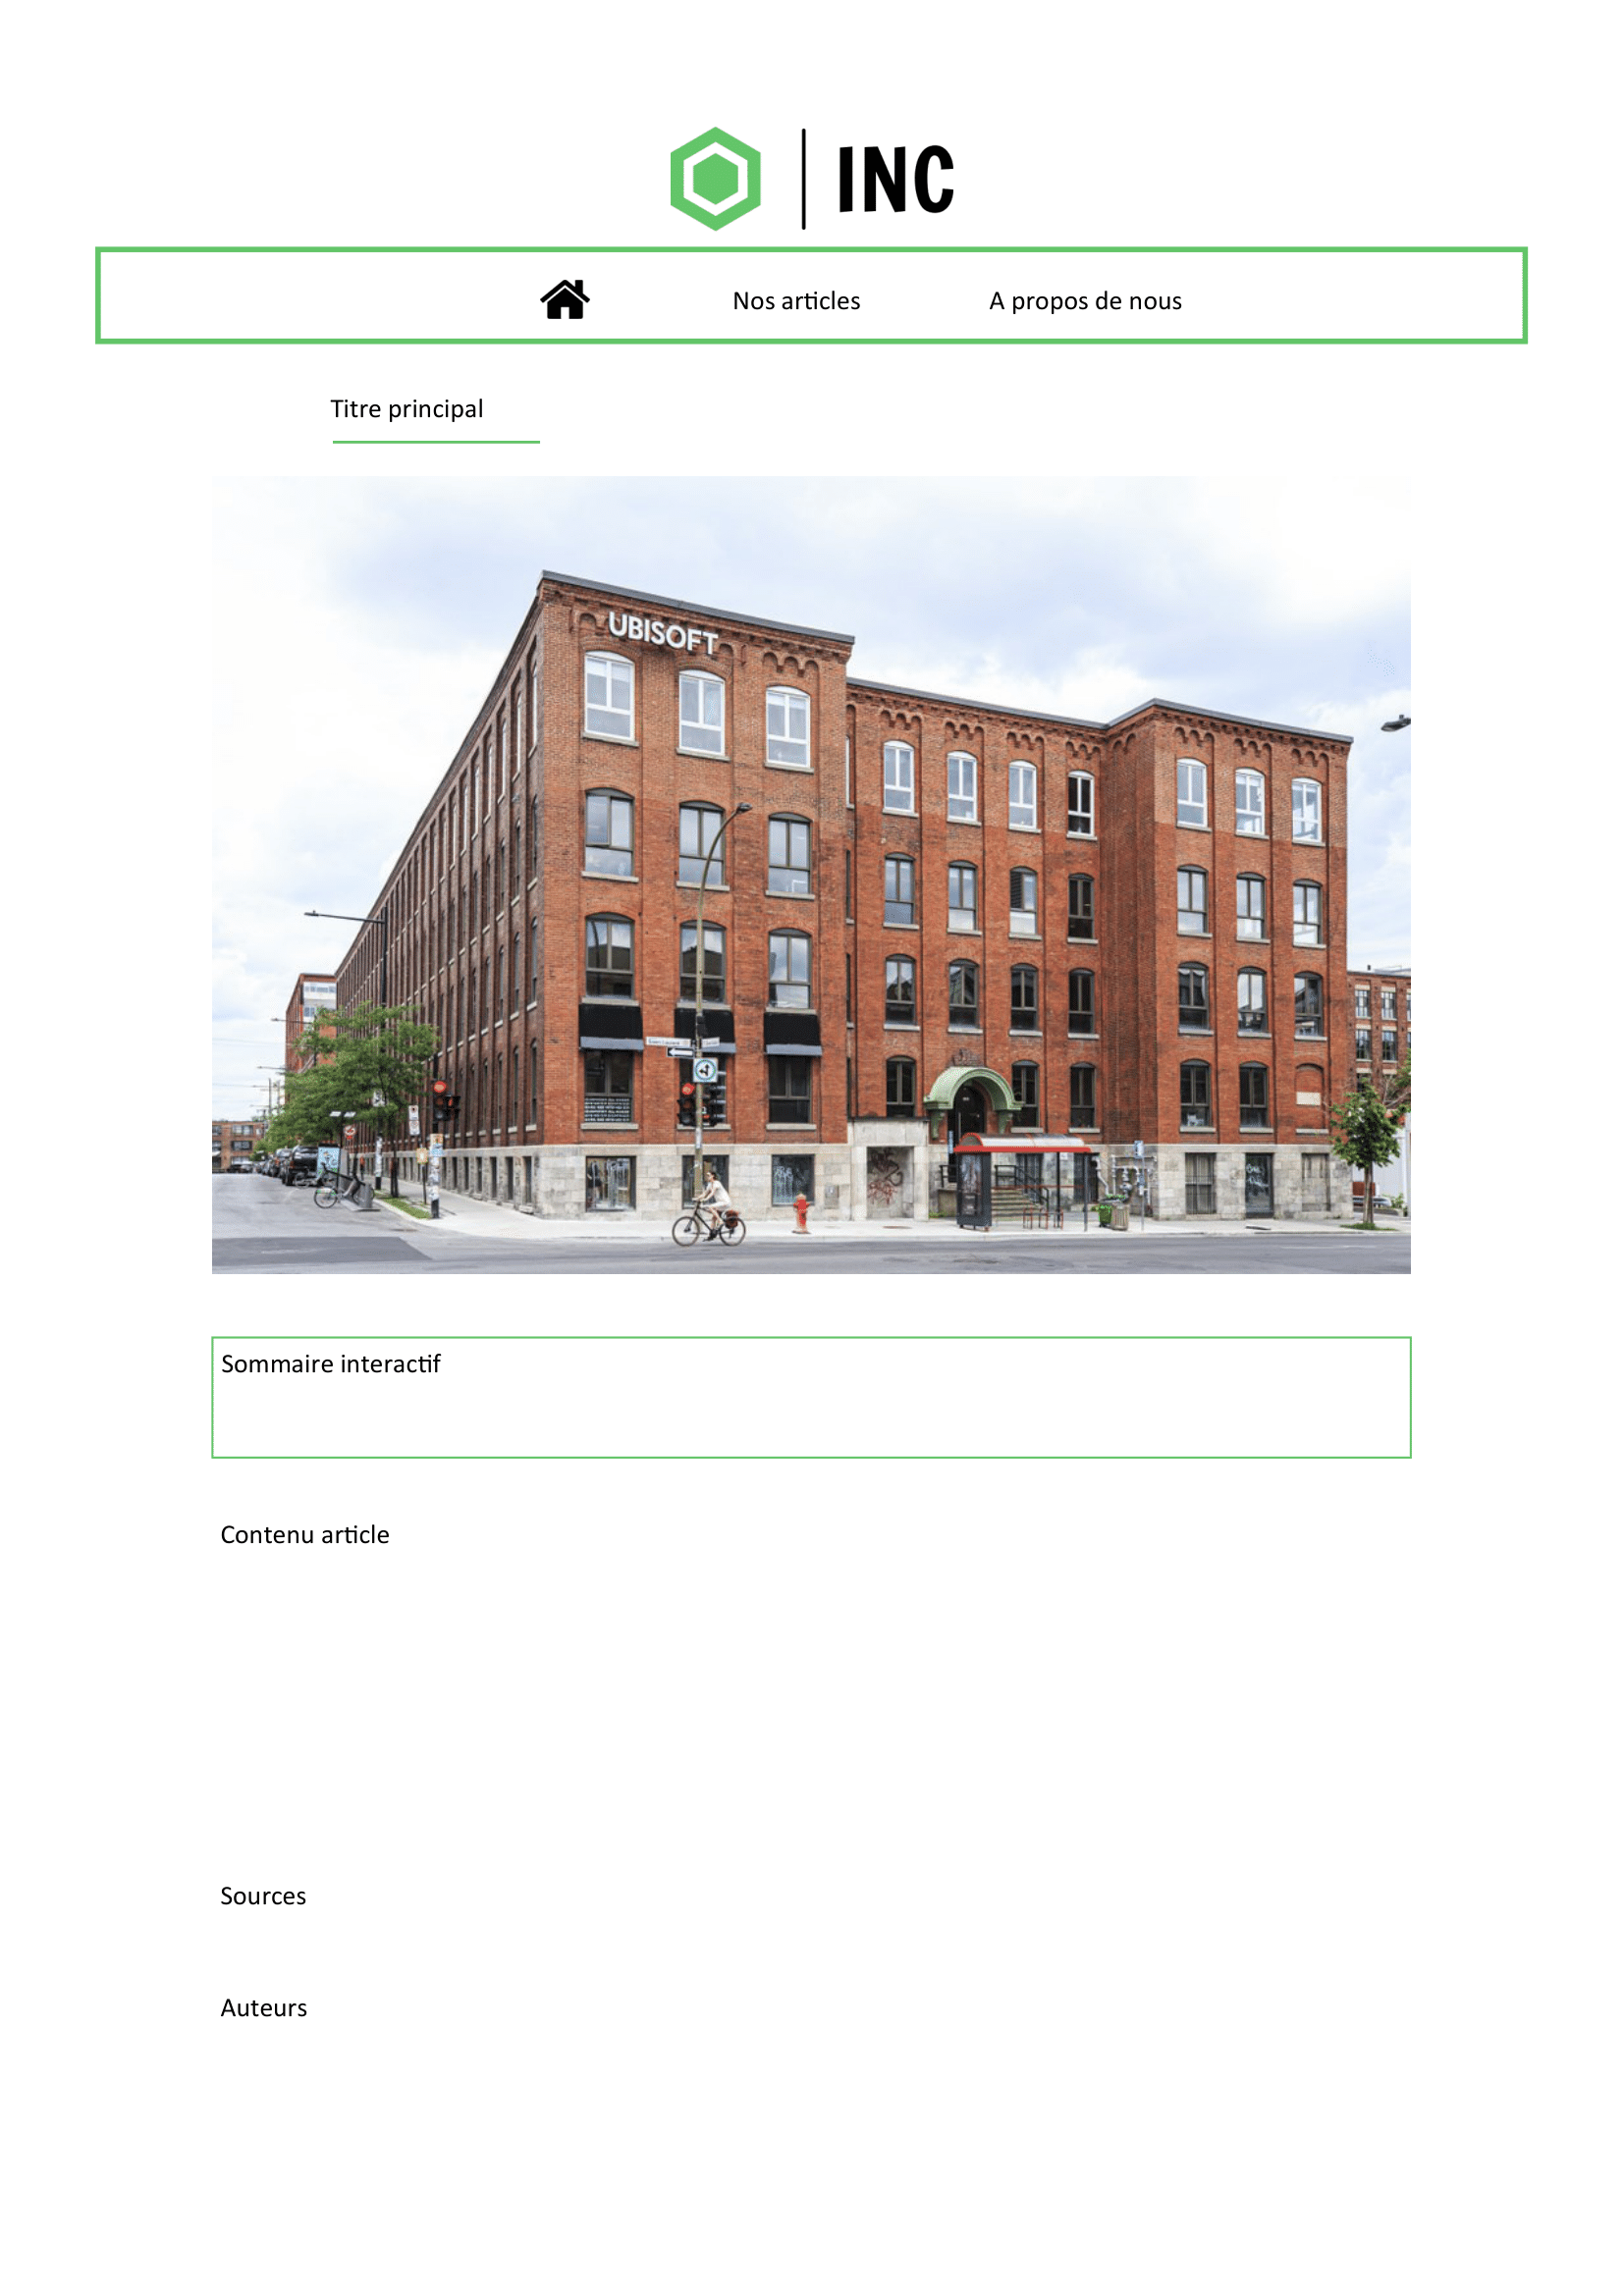 INC
Nos articles
A propos de nous
Titre principal
UBISOFT
Sommaire interactif
Contenu article
Sources
Auteurs